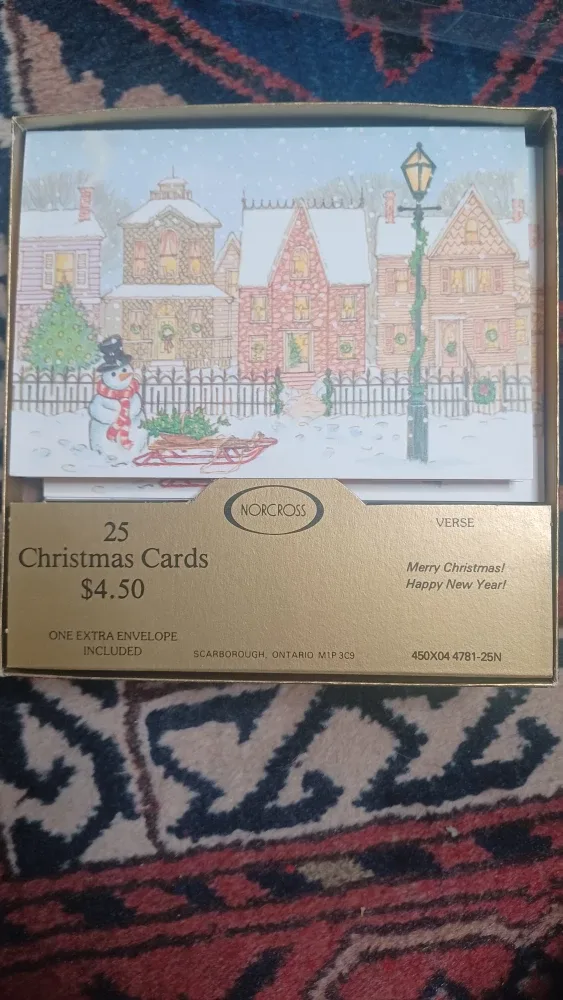 NORCROSS
25
Christmas Cards
$4.50
ONE EXTRA ENVELOPE
INCLUDED
SCARBOROUGH, ONTARIO M1P 3C9
VERSE
Merry Christmas!
Happy New Year!
450X04 4781-25N